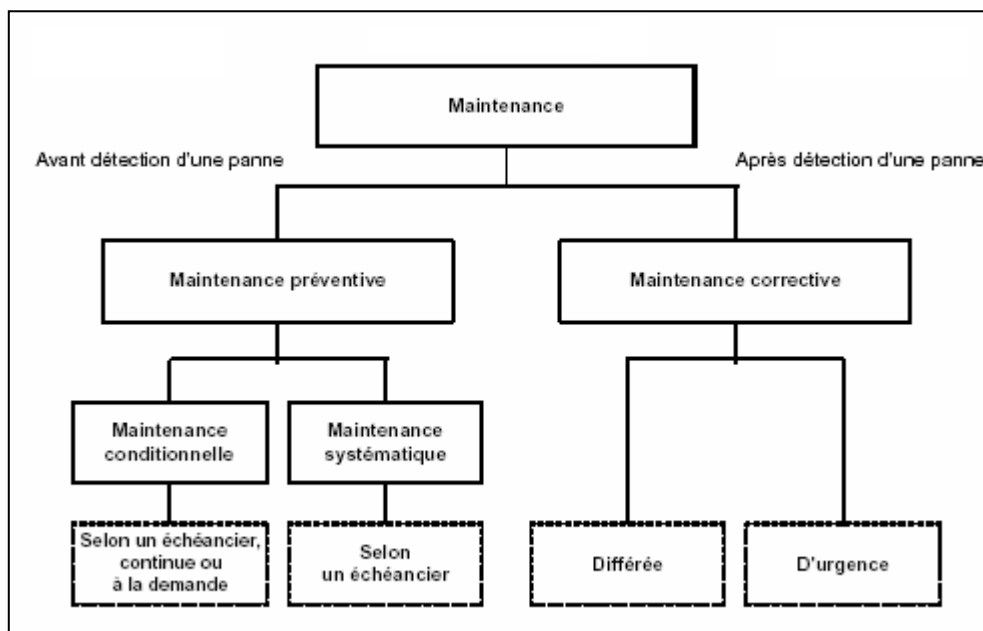 Maintenance
Avant détection d'une panne
Après détection d'une panne
Maintenance préventive
Maintenance corrective
Maintenance
conditionnelle
Maintenance
systématique
Selon un échéancier,
continue ou
à la demande
Selon
un échéancier
Différée
D'urgence